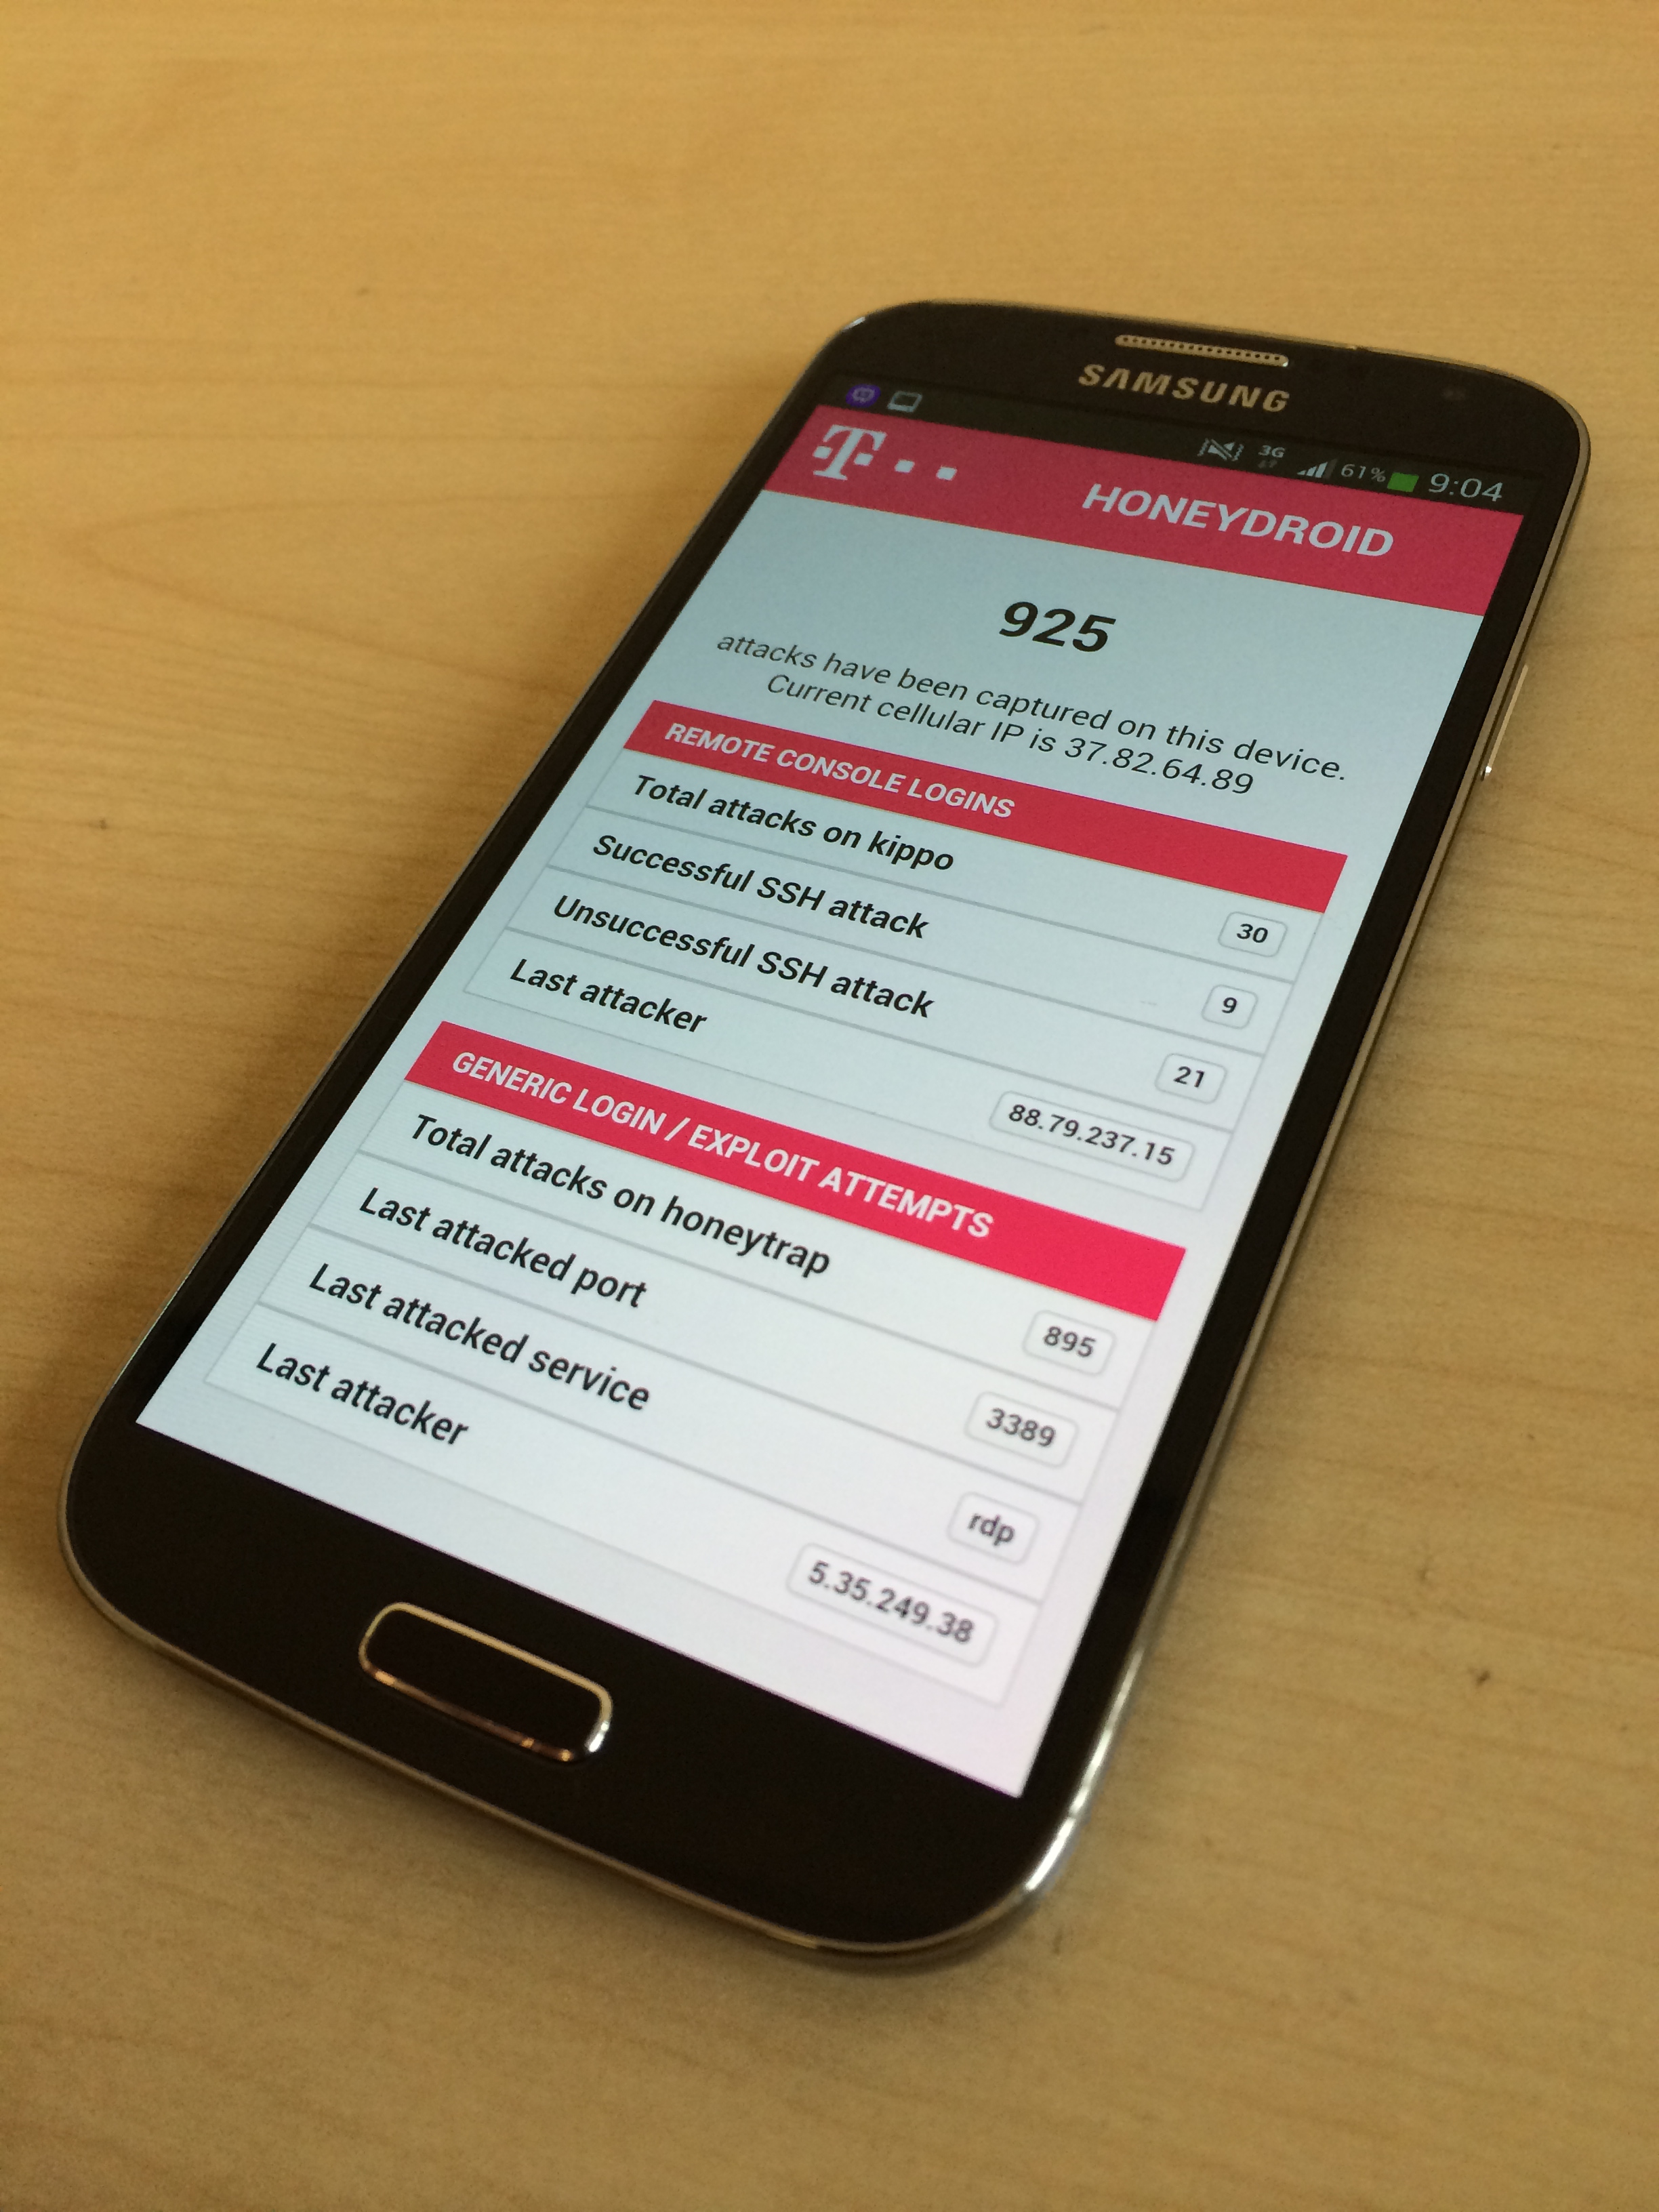 SAMSUNG
3G 61% 9:04
T
HONEYDROID
925
attacks have been captured on this device.
Current cellular IP is 37.82.64.89
REMOTE CONSOLE LOGINS
Total attacks on kippo 30
Successful SSH attack 9
Unsuccessful SSH attack 21
Last attacker 88.79.237.15
GENERIC LOGIN / EXPLOIT ATTEMPTS
Total attacks on honeytrap 895
Last attacked port 3389
Last attacked service rdp
Last attacker 5.35.249.38